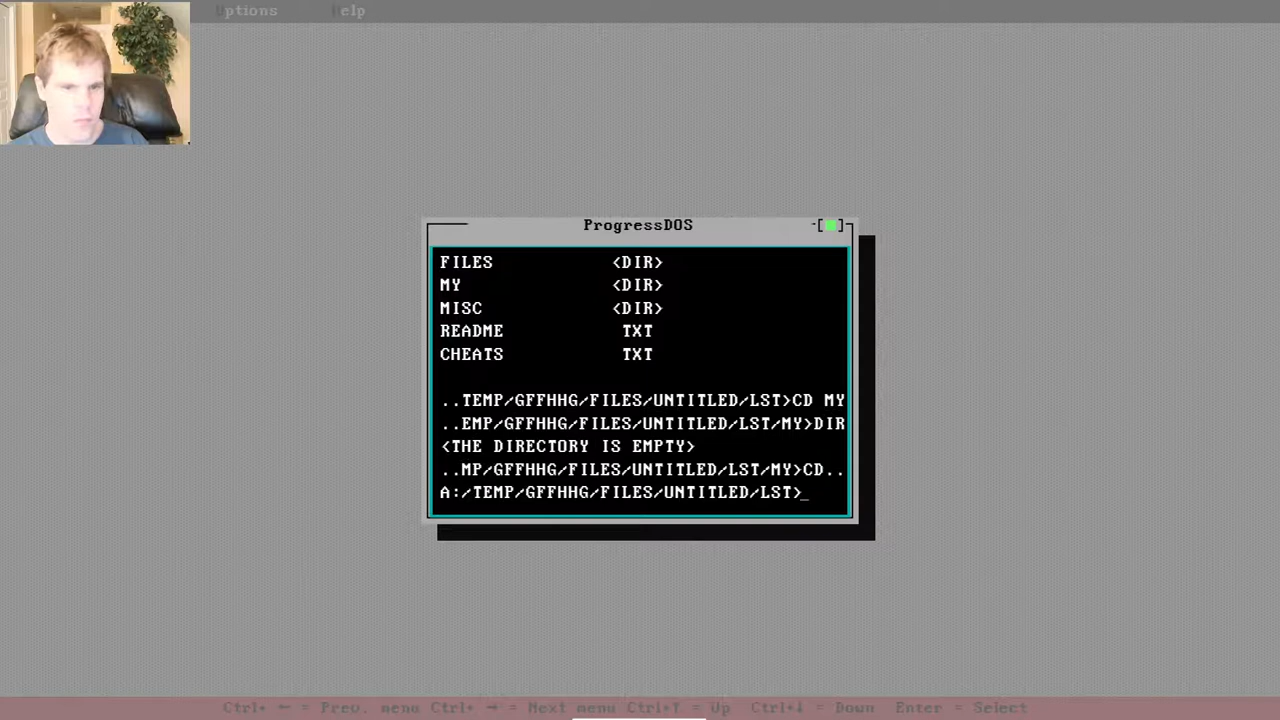 Options Help
ProgressDOS
FILES <DIR>
MY <DIR>
MISC <DIR>
README TXT
CHEATS TXT
..TEMP/GFFHHG/FILES/UNTITLED/LST>CD MY
..EMP/GFFHHG/FILES/UNTITLED/LST/MY>DIR
<THE DIRECTORY IS EMPTY>
..MP/GFFHHG/FILES/UNTITLED/LST/MY>CD..
A:/TEMP/GFFHHG/FILES/UNTITLED/LST>_
Ctrl+ ← = Prev. menu Ctrl+ → = Next menu Ctrl+↑ = Up Ctrl+↓ = Down Enter = Select